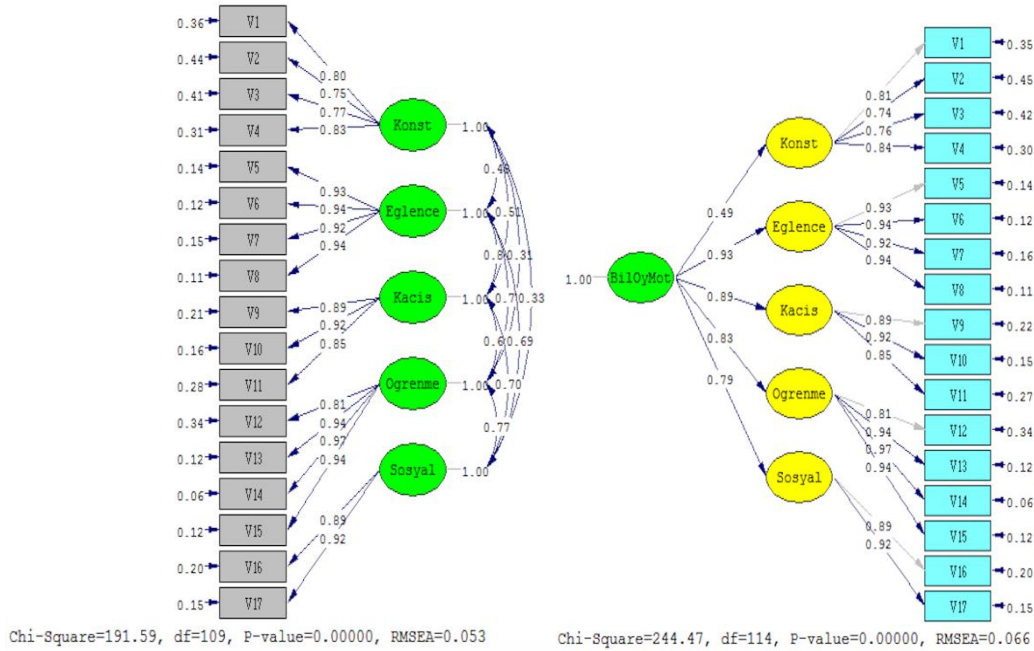 0.36 V1
0.44 V2
0.41 V3
0.31 V4
0.14 V5
0.12 V6
0.15 V7
0.11 V8
0.21 V9
0.16 V10
0.28 V11
0.34 V12
0.12 V13
0.06 V14
0.12 V15
0.20 V16
0.15 V17
0.80
0.75
0.77
0.83
0.93
0.94
0.92
0.94
0.89
0.92
0.85
0.81
0.94
0.97
0.94
0.89
0.92
Konst 1.00
Eglence 1.00
Kacis 1.00
Ogrenme 1.00
Sosyal 1.00
0.51
0.31
0.33
0.69
0.70
0.77
Chi-Square=191.59, df=109, P-value=0.00000, RMSEA=0.053
1.00 BilOyMot
0.49
0.93
0.89
0.83
0.79
Konst
Eglence
Kacis
Ogrenme
Sosyal
0.81
0.74
0.76
0.84
0.93
0.94
0.92
0.94
0.89
0.92
0.85
0.81
0.94
0.97
0.94
0.89
0.92
V1 0.35
V2 0.45
V3 0.42
V4 0.30
V5 0.14
V6 0.12
V7 0.16
V8 0.11
V9 0.22
V10 0.15
V11 0.27
V12 0.34
V13 0.12
V14 0.06
V15 0.12
V16 0.20
V17 0.15
Chi-Square=244.47, df=114, P-value=0.00000, RMSEA=0.066